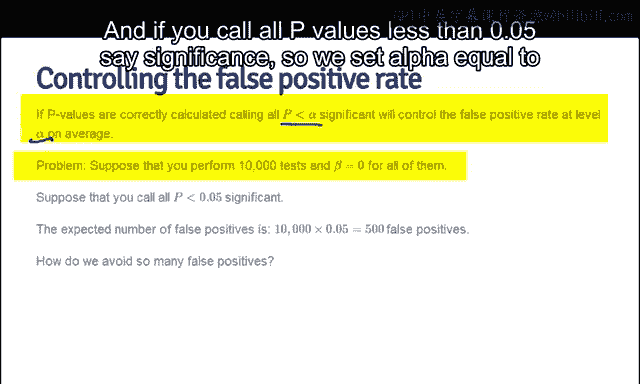 And if you call all P values less than 0.05
say significance, so we set alpha equal to
Controlling the false positive rate
If P-values are correctly calculated calling all P < α significant will control the false positive rate at level
α on average.
Problem: Suppose that you perform 10,000 tests and β = 0 for all of them.
Suppose that you call all P < 0.05 significant.
The expected number of false positives is: 10,000 × 0.05 = 500 false positives.
How do we avoid so many false positives?